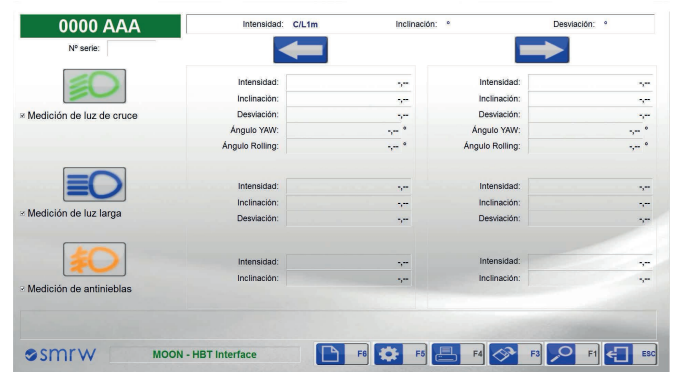 0000 AAA
Intensidad: C/L1m Inclinación: º Desviación: º
Nº serie:
Intensidad: -,-- Intensidad: -,--
Inclinación: -,-- Inclinación: -,--
Medición de luz de cruce Desviación: -,-- Desviación: -,--
Ángulo YAW: -,-- º Ángulo YAW: -,-- º
Ángulo Rolling: -,-- º Ángulo Rolling: -,-- º
Intensidad: -,-- Intensidad: -,--
Inclinación: -,-- Inclinación: -,--
Medición de luz larga Desviación: -,-- Desviación: -,--
Intensidad: -,-- Intensidad: -,--
Inclinación: -,-- Inclinación: -,--
Medición de antinieblas
smrw MOON - HBT Interface F6 F5 F4 F3 F1 ESC